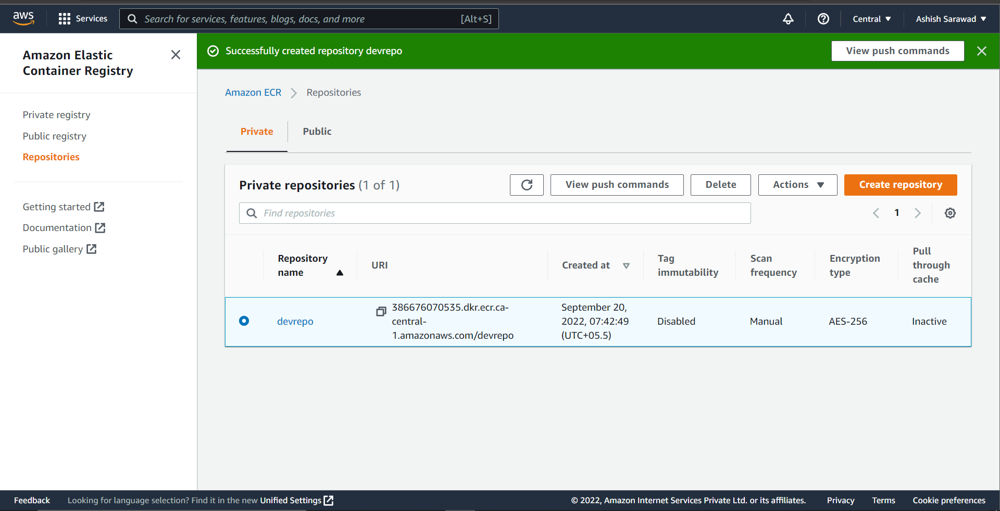 aws
Services
Search for services, features, blogs, docs, and more [Alt+S]
Central
Ashish Sarawad
Amazon Elastic
Container Registry
Private registry
Public registry
Repositories
Getting started
Documentation
Public gallery
Successfully created repository devrepo
View push commands
Amazon ECR
Repositories
Private
Public
Private repositories (1 of 1)
View push commands
Delete
Actions
Create repository
Find repositories
1
Repository
name
URI
Created at
Tag
immutability
Scan
frequency
Encryption
type
Pull
through
cache
devrepo
386676070535.dkr.ecr.ca-
central-
1.amazonaws.com/devrepo
September 20,
2022, 07:42:49
(UTC+05.5)
Disabled
Manual
AES-256
Inactive
Feedback
Looking for language selection? Find it in the new Unified Settings
© 2022, Amazon Internet Services Private Ltd. or its affiliates.
Privacy
Terms
Cookie preferences